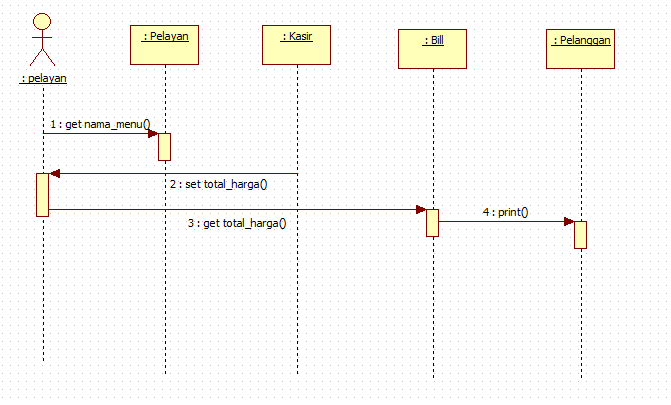 : Pelayan
: Kasir
: Bill
: Pelanggan
: pelayan
1 : get nama_menu()
2 : set total_harga()
3 : get total_harga()
4 : print()